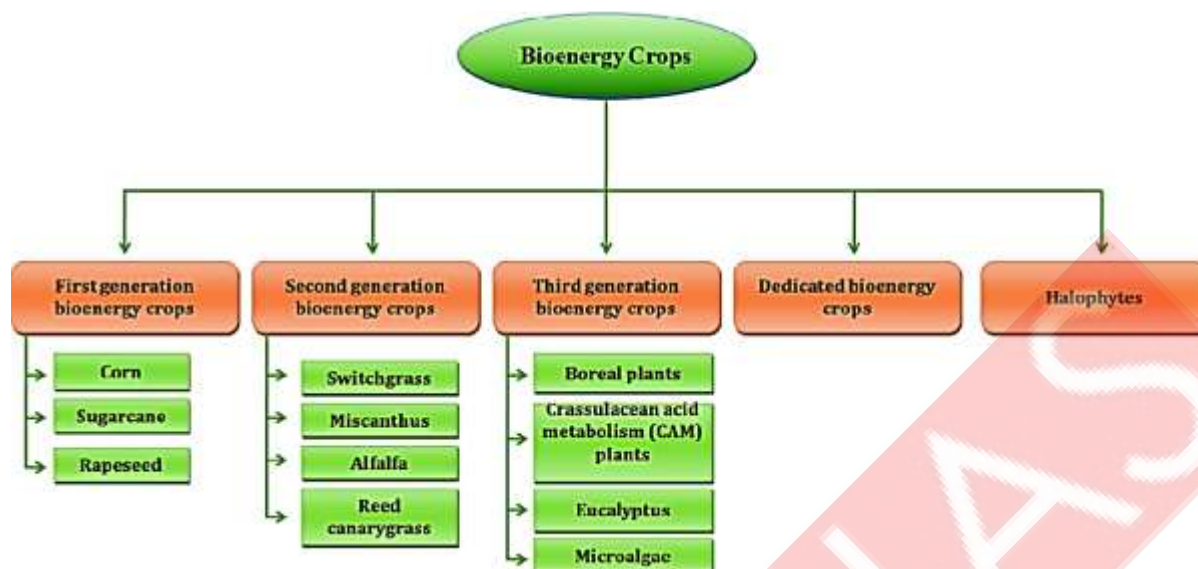 Bioenergy Crops
First generation
bioenergy crops
Second generation
bioenergy crops
Third generation
bioenergy crops
Dedicated bioenergy
crops
Halophytes
Corn
Sugarcane
Rapeseed
Switchgrass
Miscanthus
Alfalfa
Reed
canarygrass
Boreal plants
Crassulacean acid
metabolism (CAM)
plants
Eucalyptus
Microalgae
IAS